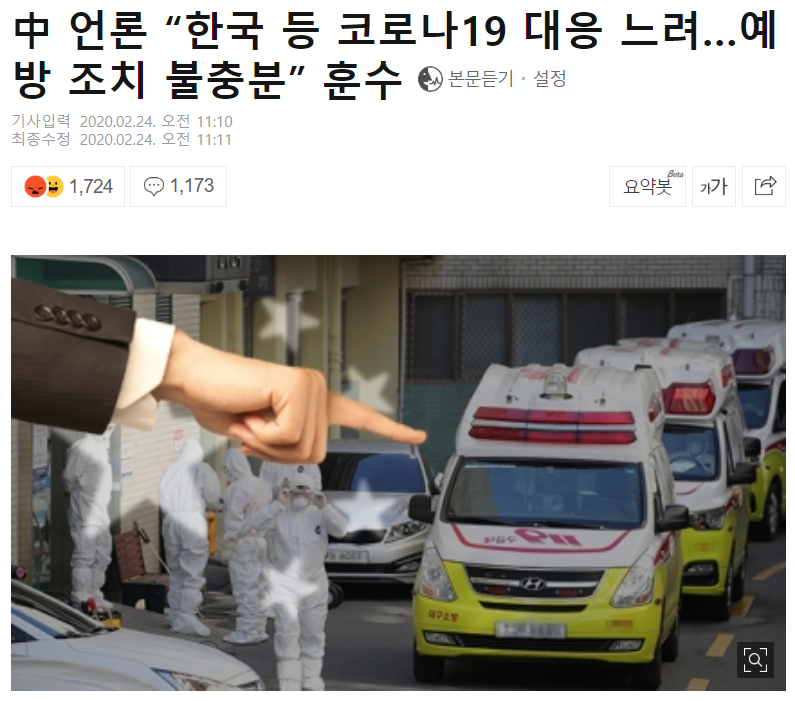 中 언론 “한국 등 코로나19 대응 느려…예
방 조치 불충분” 훈수 본문듣기 · 설정
기사입력 2020.02.24. 오전 11:10
최종수정 2020.02.24. 오전 11:11
1,724 1,173 요약봇 Beta 가가
119
대구소방